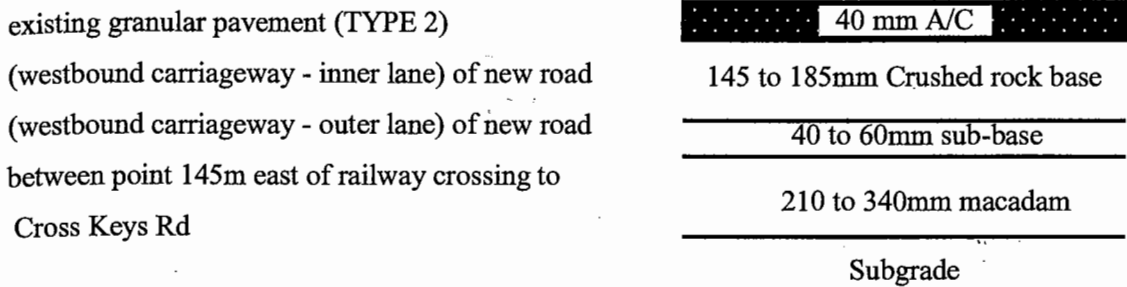 existing granular pavement (TYPE 2)
(westbound carriageway - inner lane) of new road
(westbound carriageway - outer lane) of new road
between point 145m east of railway crossing to
Cross Keys Rd
40 mm A/C
145 to 185mm Crushed rock base
40 to 60mm sub-base
210 to 340mm macadam
Subgrade